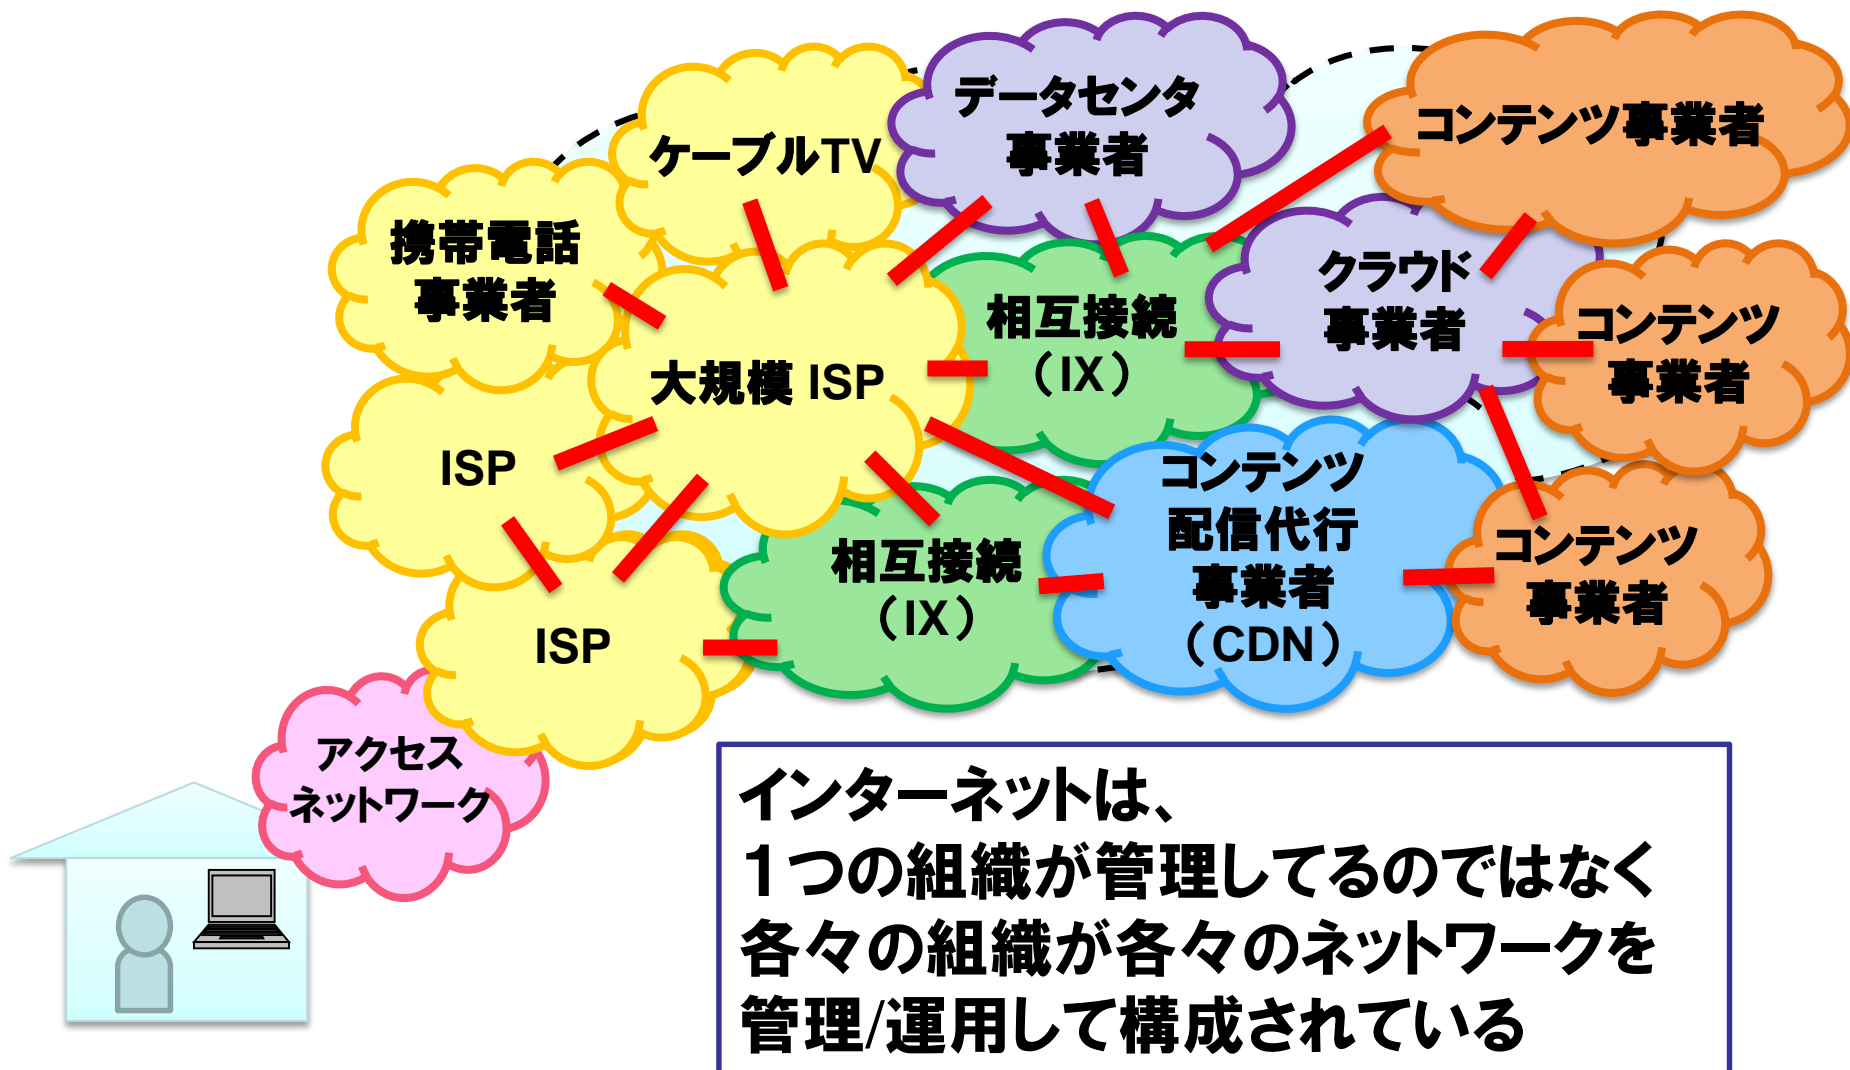 データセンタ
事業者
コンテンツ事業者
ケーブルTV
携帯電話
事業者
クラウド
事業者
相互接続
（IX）
コンテンツ
事業者
大規模 ISP
ISP
コンテンツ
配信代行
事業者
（CDN）
相互接続
（IX）
コンテンツ
事業者
ISP
アクセス
ネットワーク
インターネットは、
１つの組織が管理してるのではなく
各々の組織が各々のネットワークを
管理/運用して構成されている